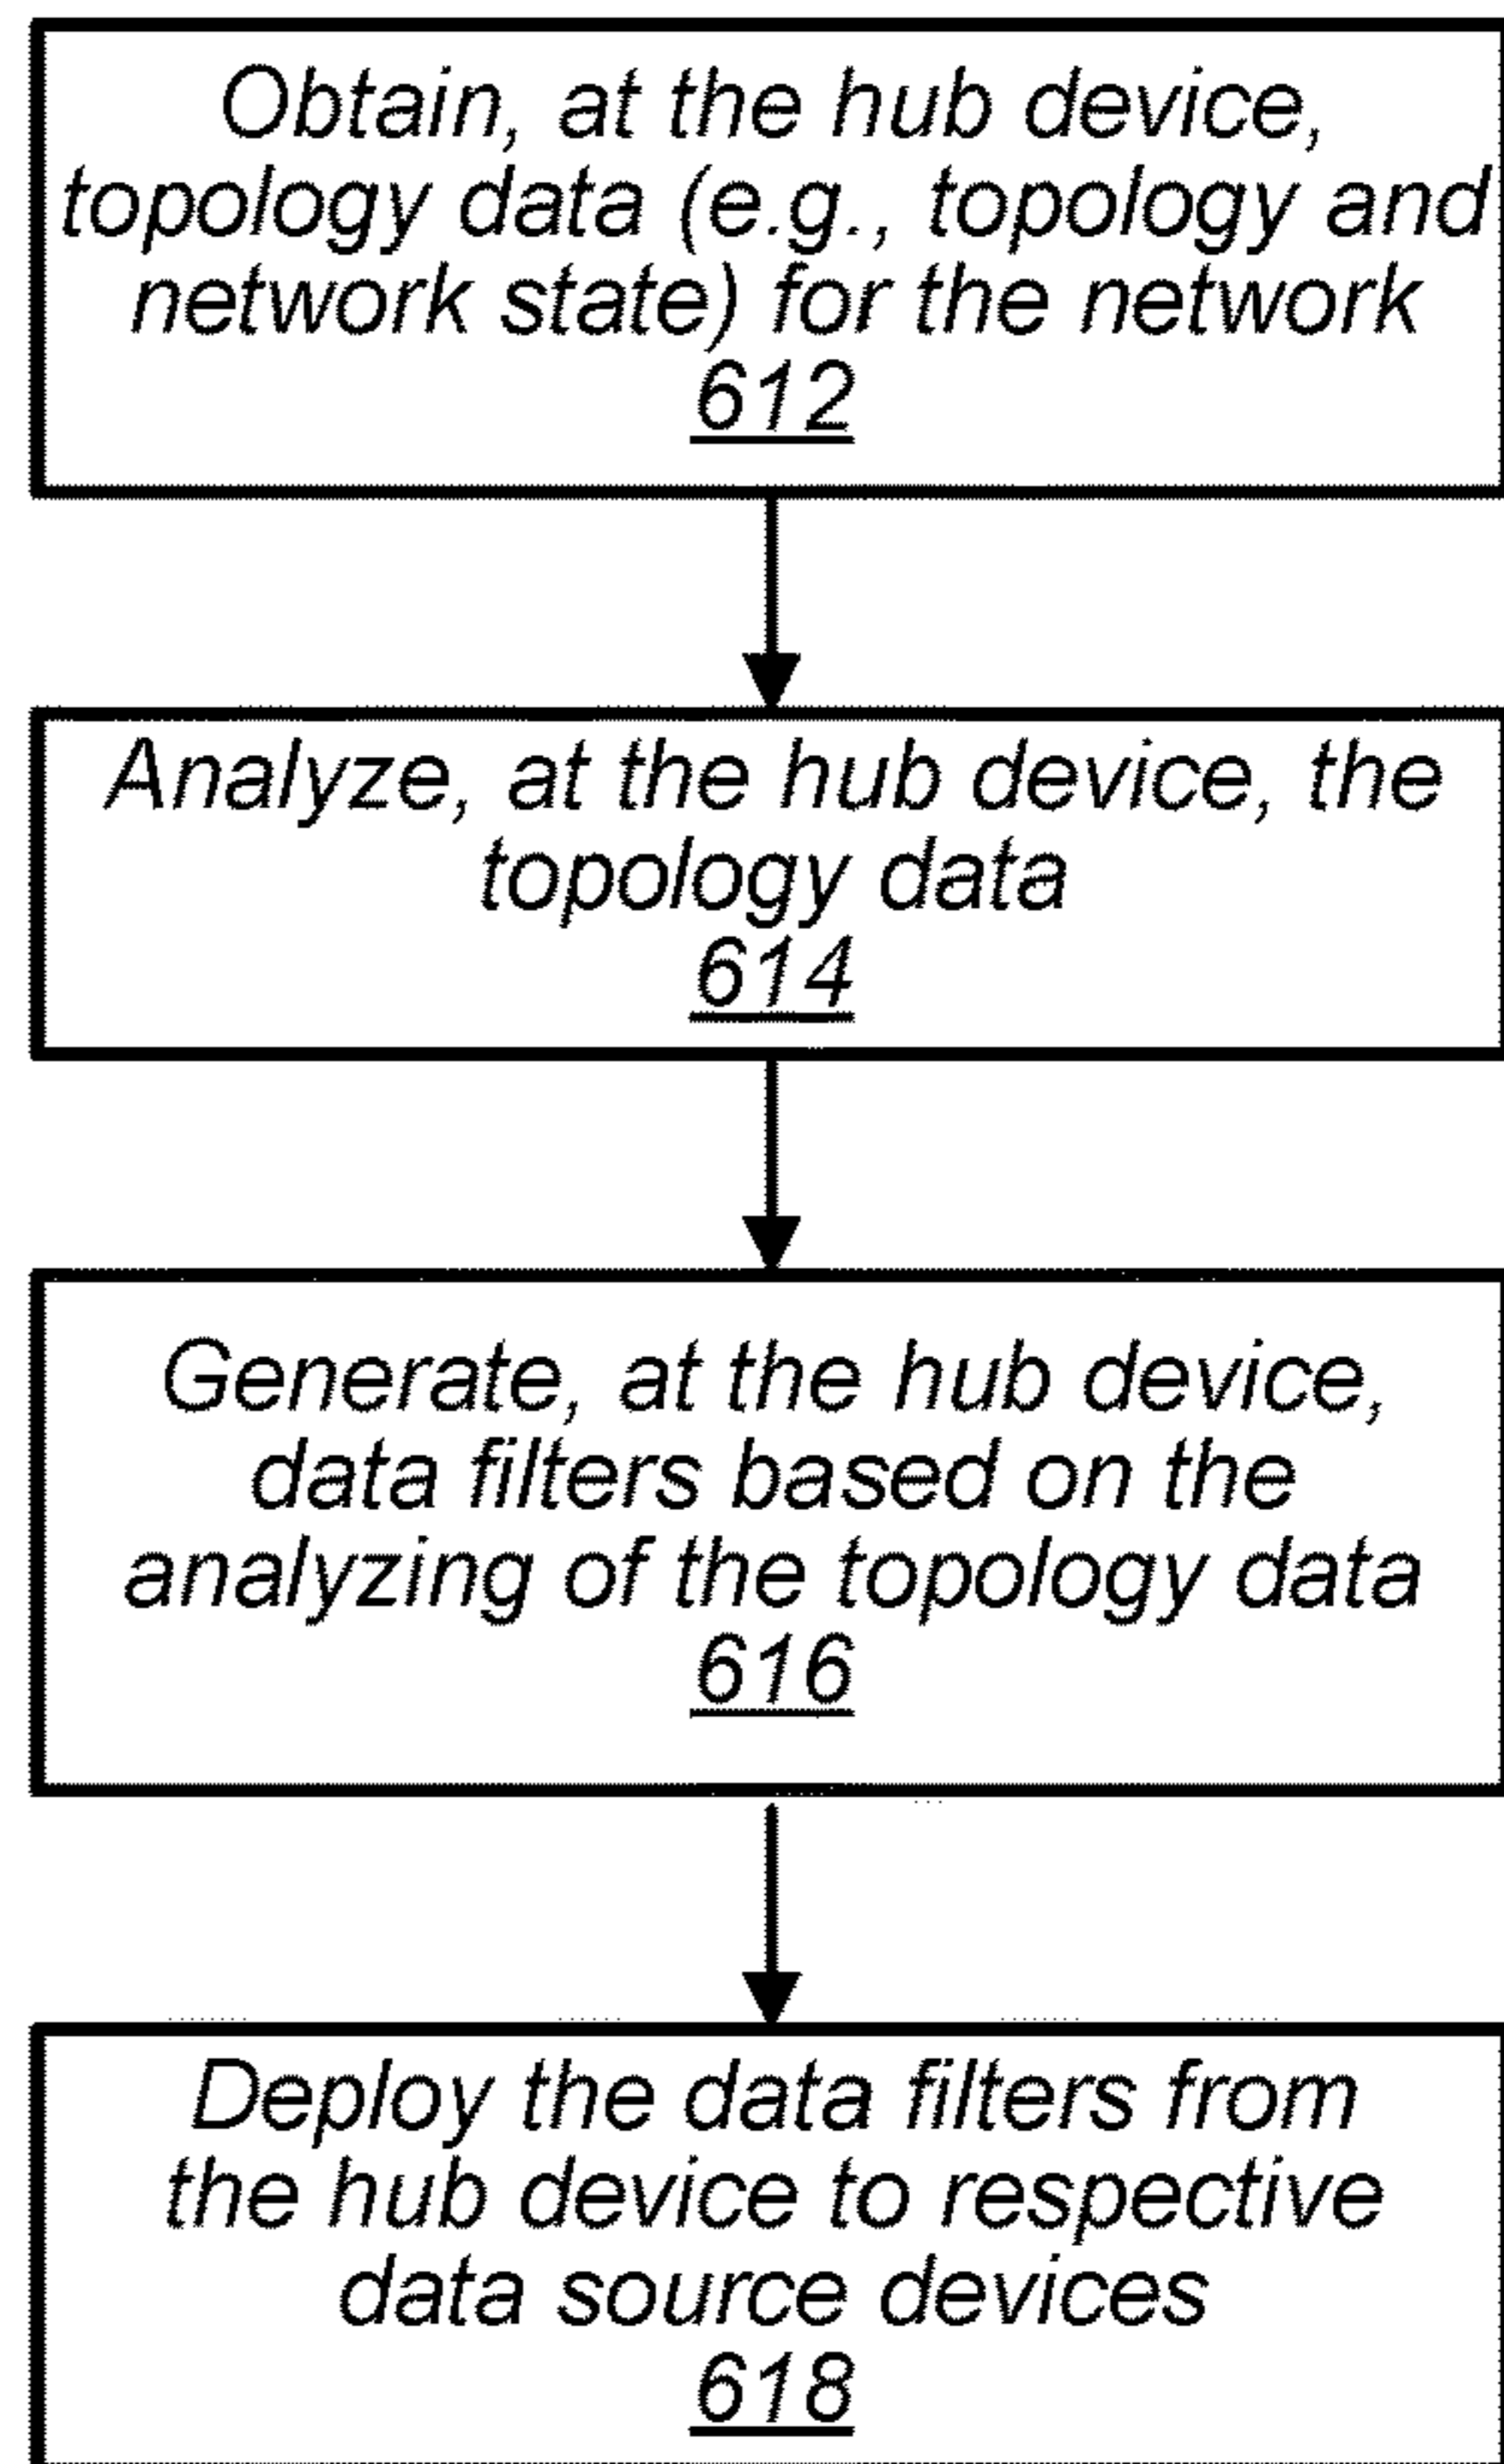 Obtain, at the hub device,
topology data (e.g., topology and
network state) for the network
612
Analyze, at the hub device, the
topology data
614
Generate, at the hub device,
data filters based on the
analyzing of the topology data
616
Deploy the data filters from
the hub device to respective
data source devices
618